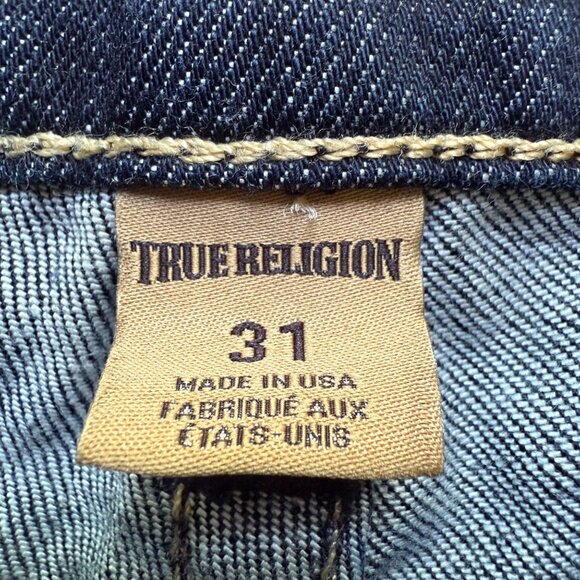 TRUE RELIGION
31
MADE IN USA
FABRIQUÉ AUX
ÉTATS-UNIS